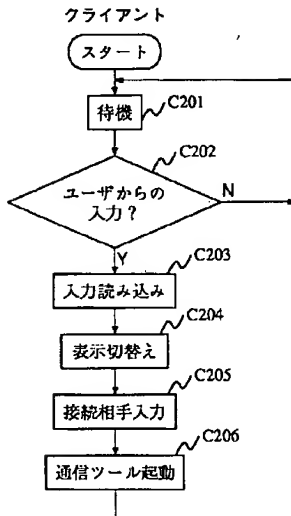 クライアント
スタート
待機
C201
C202
ユーザからの
入力?
N
Y
C203
入力読み込み
C204
表示切替え
C205
接続相手入力
C206
通信ツール起動